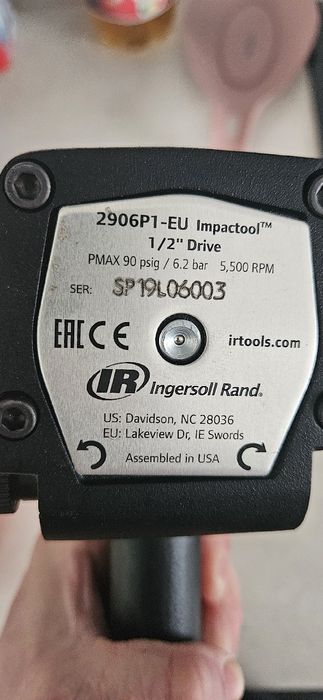 2906P1-EU Impactool™
1/2" Drive
PMAX 90 psig / 6.2 bar 5,500 RPM
SER: SP19L06003
EAC CE
irtools.com
IR Ingersoll Rand®
US: Davidson, NC 28036
EU: Lakeview Dr, IE Swords
Assembled in USA